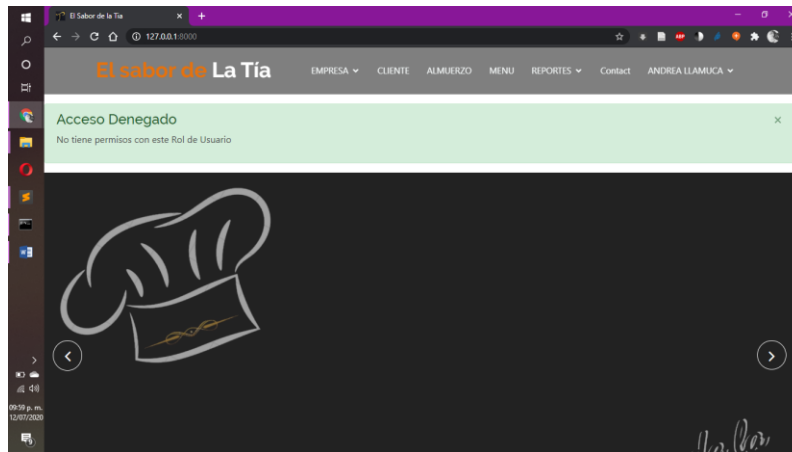 El Sabor de la Tia
127.0.0.1:8000
El sabor de La Tía
EMPRESA CLIENTE ALMUERZO MENU REPORTES Contact ANDREA LLAMUCA
Acceso Denegado
No tiene permisos con este Rol de Usuario
09:59 p. m.
12/07/2020